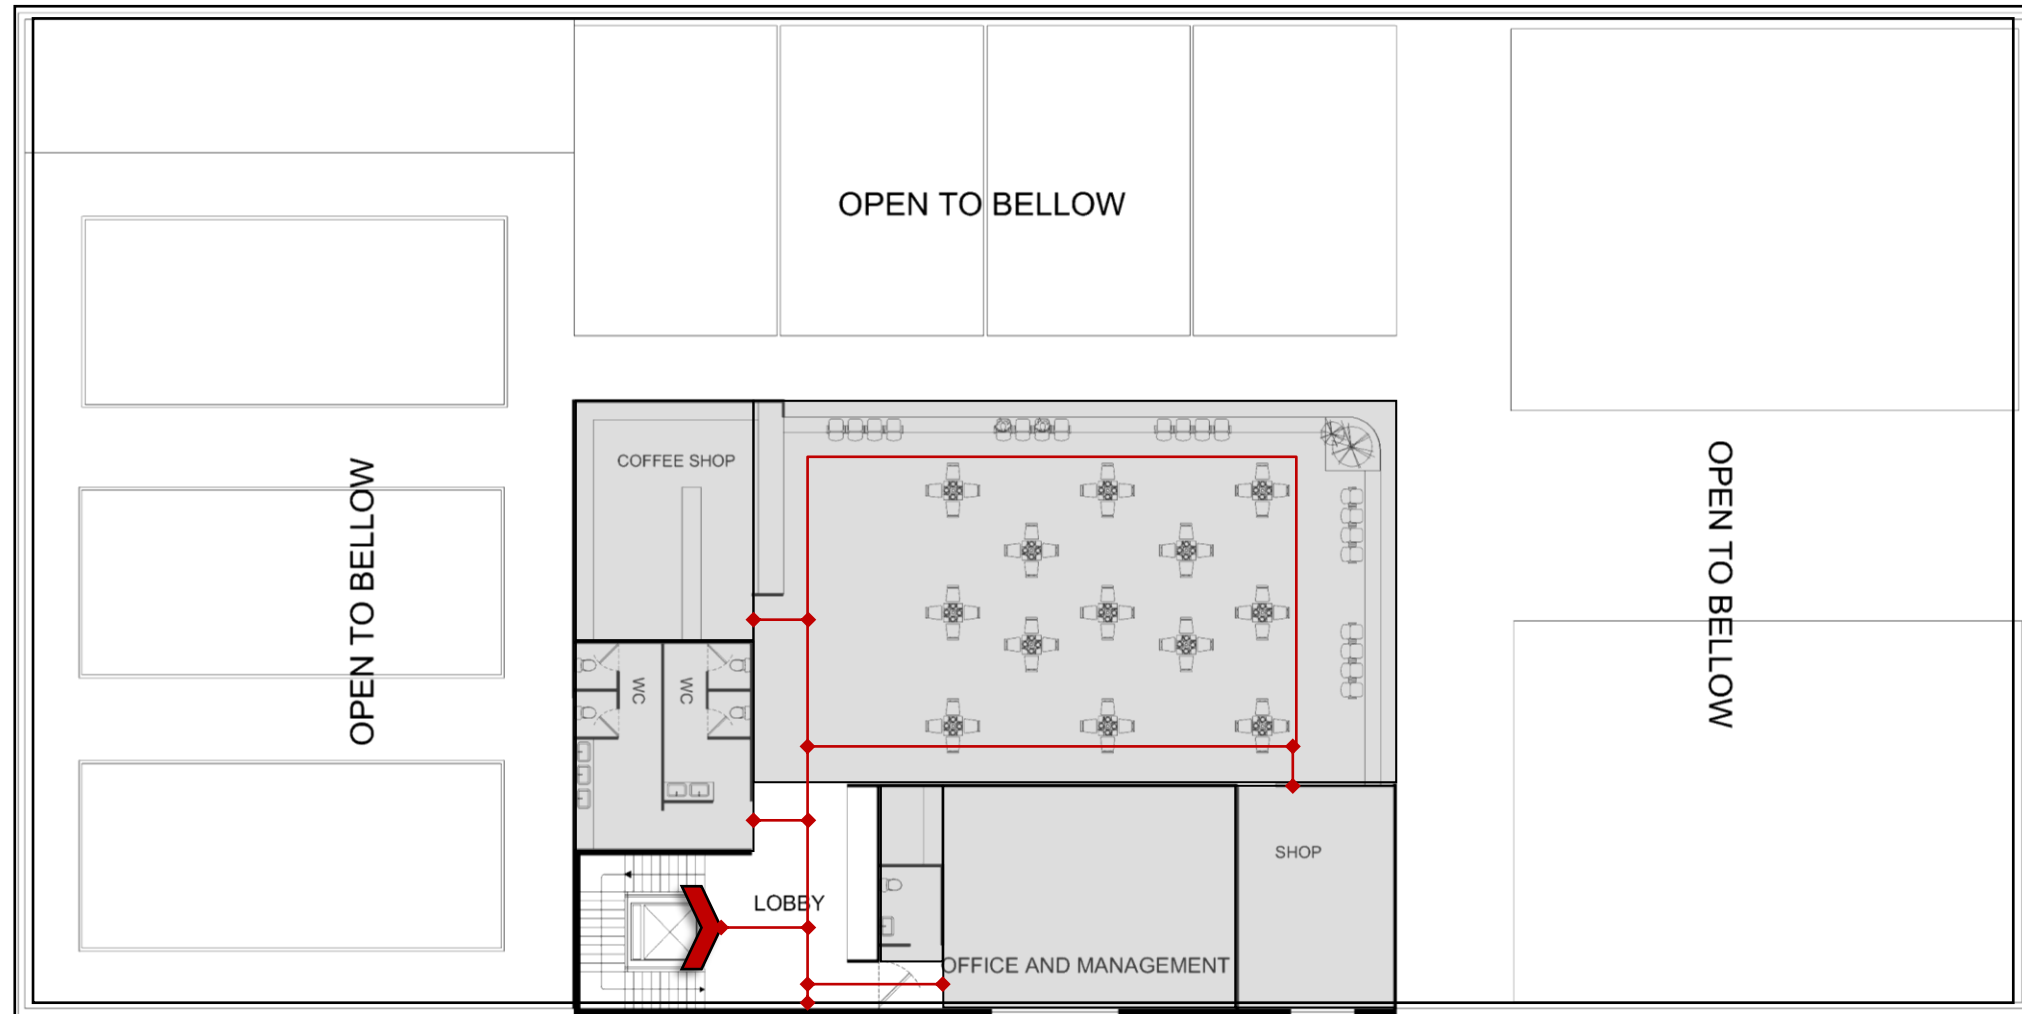 OPEN TO BELLOW
OPEN TO BELLOW
COFFEE SHOP
OPEN TO BELLOW
WC
WC
SHOP
LOBBY
OFFICE AND MANAGEMENT